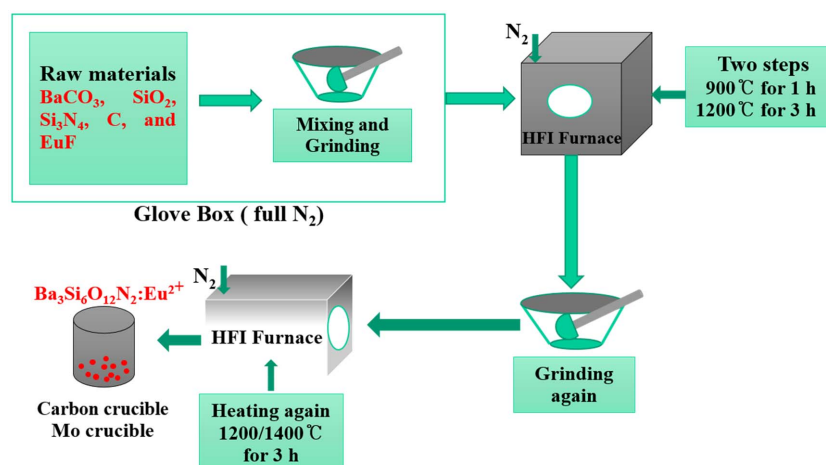 Raw materials
BaCO₃, SiO₂,
Si₃N₄, C, and
EuF
Mixing and
Grinding
Glove Box ( full N₂)
N₂
HFI Furnace
Two steps
900℃ for 1 h
1200℃ for 3 h
Grinding
again
N₂
HFI Furnace
Heating again
1200/1400℃
for 3 h
Ba₃Si₆O₁₂N₂:Eu²⁺
Carbon crucible
Mo crucible